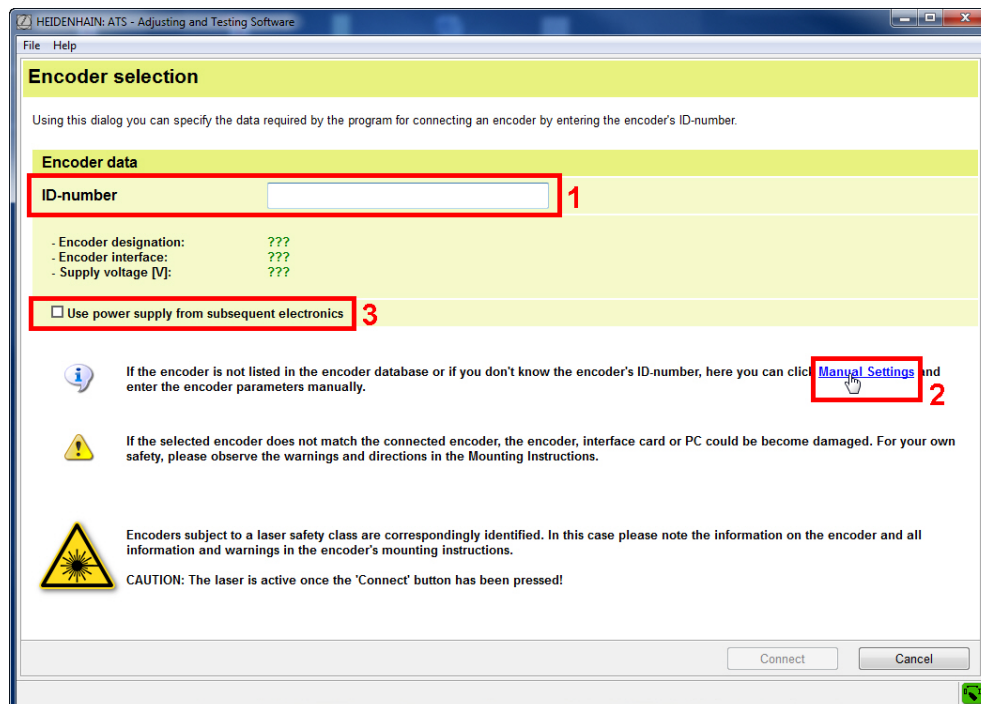 HEIDENHAIN: ATS - Adjusting and Testing Software
File Help
Encoder selection
Using this dialog you can specify the data required by the program for connecting an encoder by entering the encoder's ID-number.
Encoder data
ID-number
1
- Encoder designation: ???
- Encoder interface: ???
- Supply voltage [V]: ???
Use power supply from subsequent electronics
3
If the encoder is not listed in the encoder database or if you don't know the encoder's ID-number, here you can click Manual Settings and
enter the encoder parameters manually.
2
If the selected encoder does not match the connected encoder, the encoder, interface card or PC could be become damaged. For your own
safety, please observe the warnings and directions in the Mounting Instructions.
Encoders subject to a laser safety class are correspondingly identified. In this case please note the information on the encoder and all
information and warnings in the encoder's mounting instructions.
CAUTION: The laser is active once the 'Connect' button has been pressed!
Connect Cancel